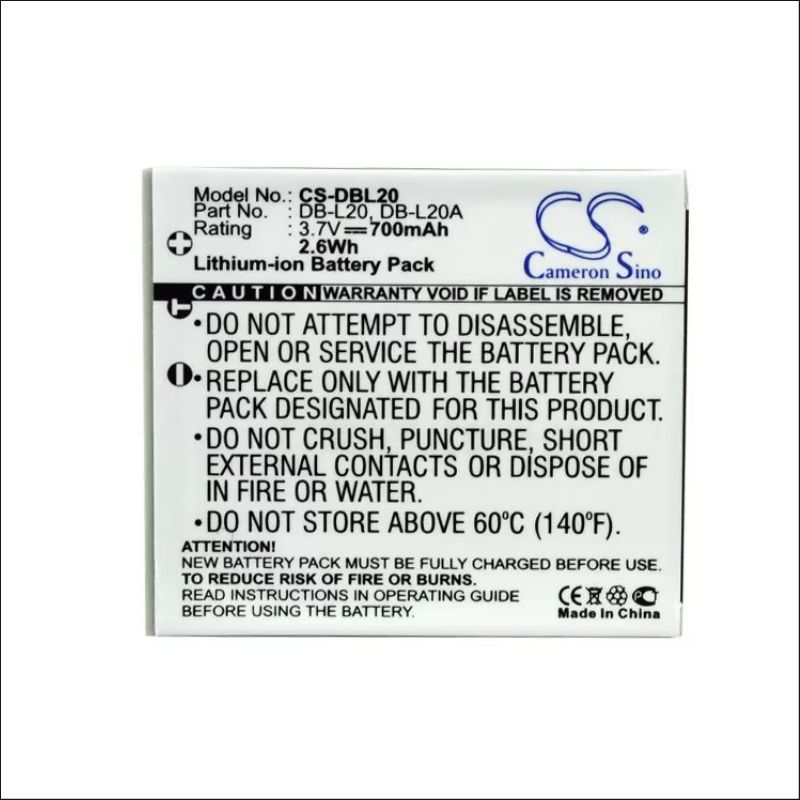 Model No.: CS-DBL20
Part No. : DB-L20, DB-L20A
Rating : 3.7V 700mAh
2.6Wh
Lithium-ion Battery Pack
CS
Cameron Sino
CAUTION WARRANTY VOID IF LABEL IS REMOVED
•DO NOT ATTEMPT TO DISASSEMBLE,
OPEN OR SERVICE THE BATTERY PACK.
•REPLACE ONLY WITH THE BATTERY
PACK DESIGNATED FOR THIS PRODUCT.
•DO NOT CRUSH, PUNCTURE, SHORT
EXTERNAL CONTACTS OR DISPOSE OF
IN FIRE OR WATER.
•DO NOT STORE ABOVE 60°C (140°F).
ATTENTION!
NEW BATTERY PACK MUST BE FULLY CHARGED BEFORE USE.
TO REDUCE RISK OF FIRE OR BURNS.
READ INSTRUCTIONS IN OPERATING GUIDE
BEFORE USE.
CE
Made In China